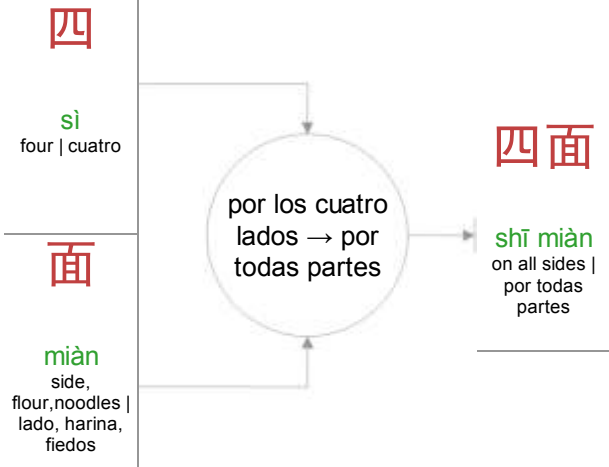 四
sì
four | cuatro
面
miàn
side,
flour,noodles |
lado, harina,
fiedos
por los cuatro
lados → por
todas partes
四面
shī miàn
on all sides |
por todas
partes